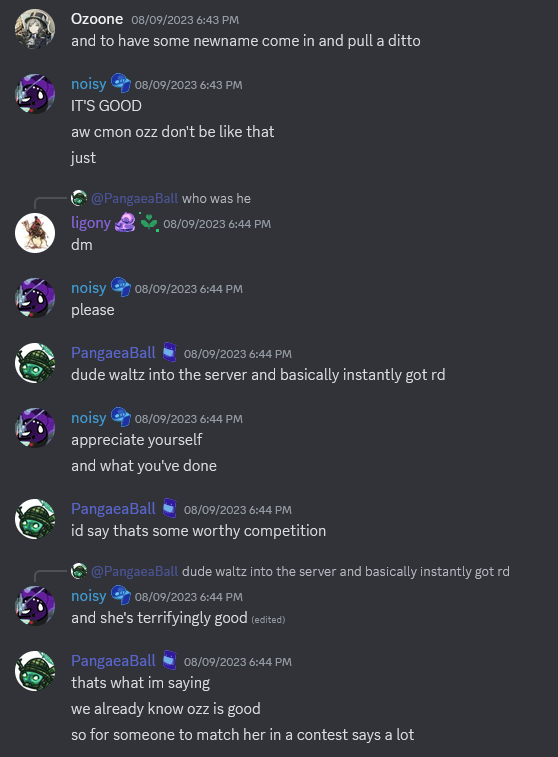 Ozoone 08/09/2023 6:43 PM
and to have some newname come in and pull a ditto
noisy 08/09/2023 6:43 PM
IT'S GOOD
aw cmon ozz don't be like that
just
@PangaeaBall who was he
ligony 08/09/2023 6:44 PM
dm
noisy 08/09/2023 6:44 PM
please
PangaeaBall 08/09/2023 6:44 PM
dude waltz into the server and basically instantly got rd
noisy 08/09/2023 6:44 PM
appreciate yourself
and what you've done
PangaeaBall 08/09/2023 6:44 PM
id say thats some worthy competition
@PangaeaBall dude waltz into the server and basically instantly got rd
noisy 08/09/2023 6:44 PM
and she's terrifyingly good (edited)
PangaeaBall 08/09/2023 6:44 PM
thats what im saying
we already know ozz is good
so for someone to match her in a contest says a lot